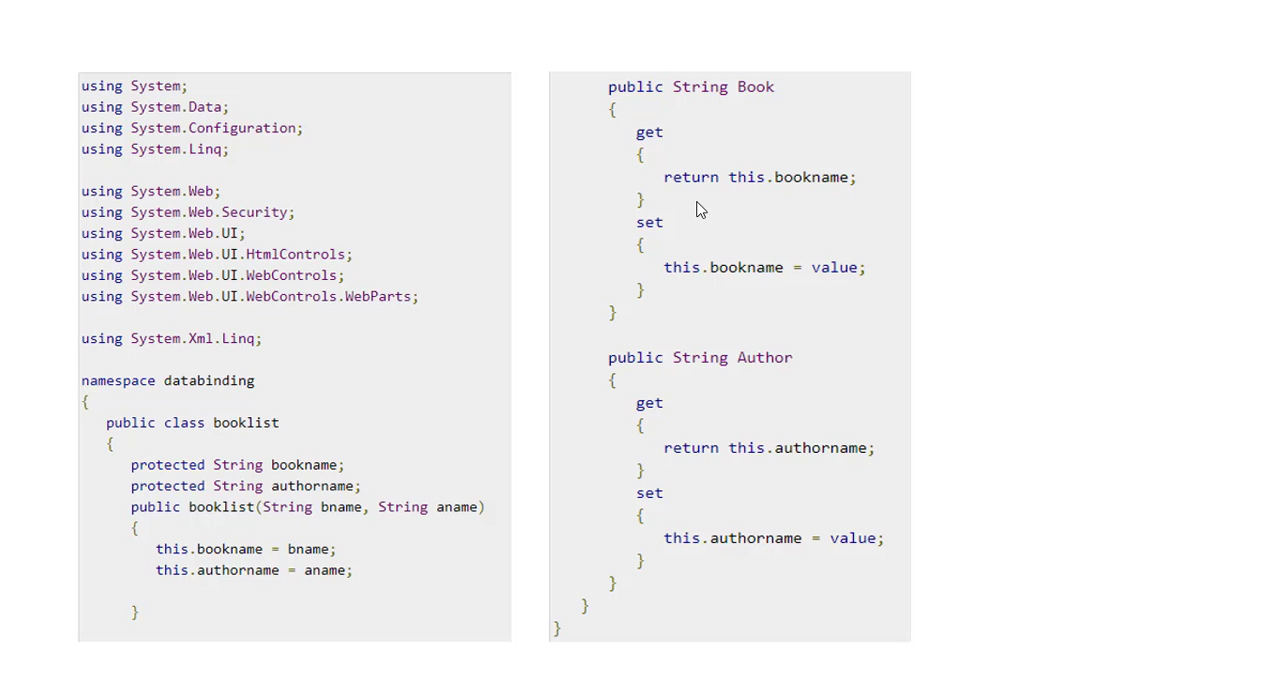 using System;
using System.Data;
using System.Configuration;
using System.Linq;
using System.Web;
using System.Web.Security;
using System.Web.UI;
using System.Web.UI.HtmlControls;
using System.Web.UI.WebControls;
using System.Web.UI.WebControls.WebParts;
using System.Xml.Linq;
namespace databinding
{
public class booklist
{
protected String bookname;
protected String authorname;
public booklist(String bname, String aname)
{
this.bookname = bname;
this.authorname = aname;
}
public String Book
{
get
{
return this.bookname;
}
set
{
this.bookname = value;
}
}
public String Author
{
get
{
return this.authorname;
}
set
{
this.authorname = value;
}
}
}
}